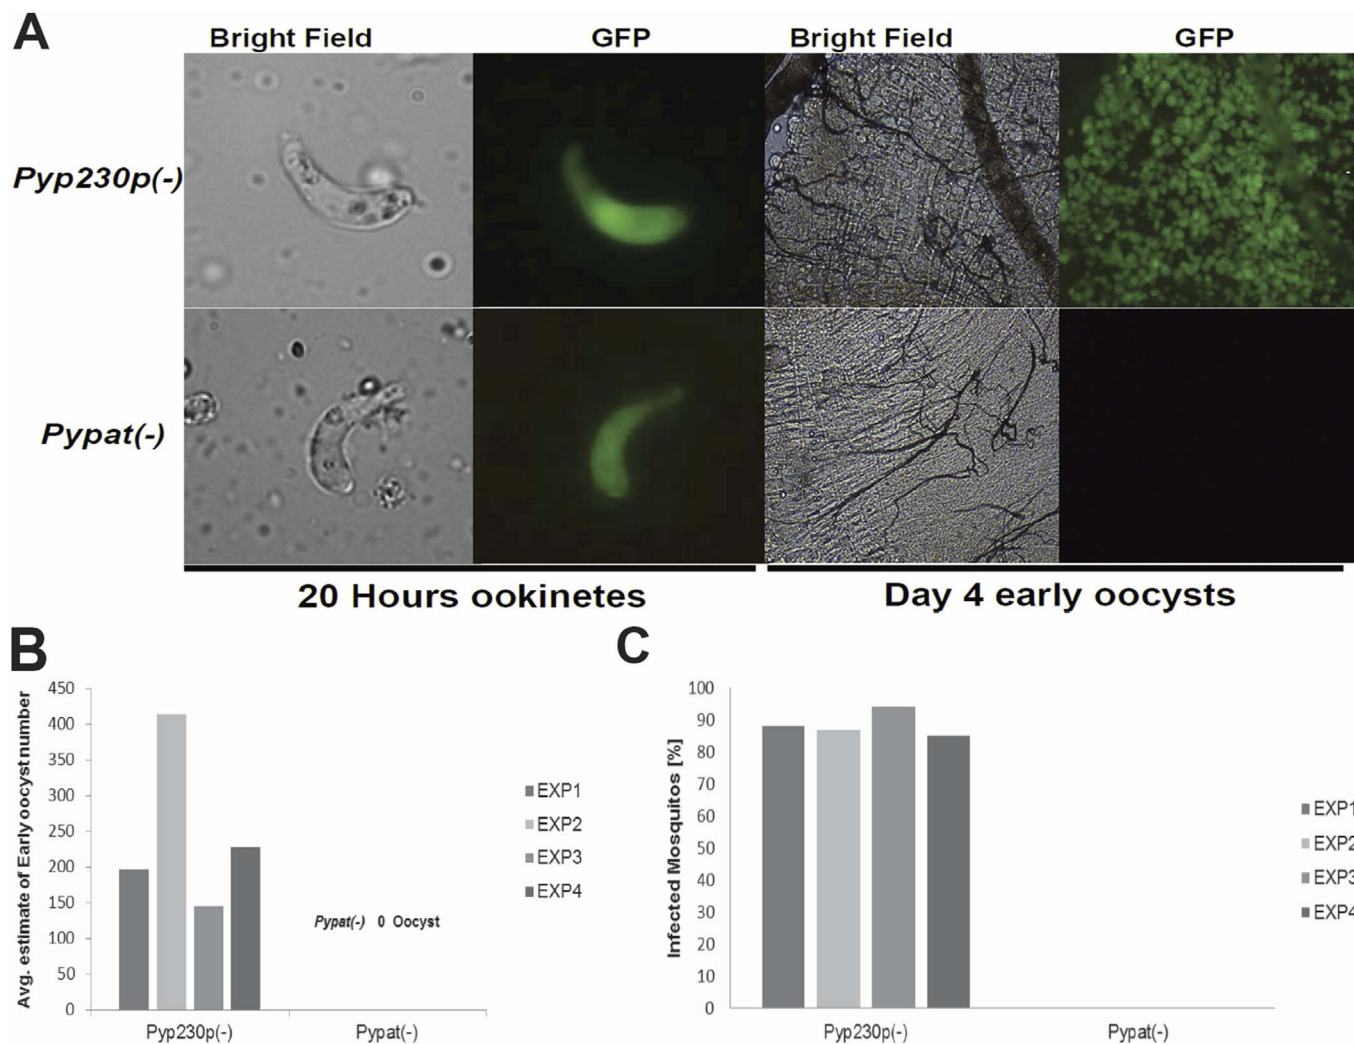 A
Bright Field GFP Bright Field GFP
Pyp230p(-)
Pypat(-)
20 Hours ookinetes Day 4 early oocysts
B
Avg. estimate of Early oocyst number
450
400
350
300
250
200
150
100
50
0
Pypat(-) 0 Oocyst
Pyp230p(-) Pypat(-)
EXP1
EXP2
EXP3
EXP4
C
Infected Mosquitos [%]
100
90
80
70
60
50
40
30
20
10
0
Pyp230p(-) Pypat(-)
EXP1
EXP2
EXP3
EXP4